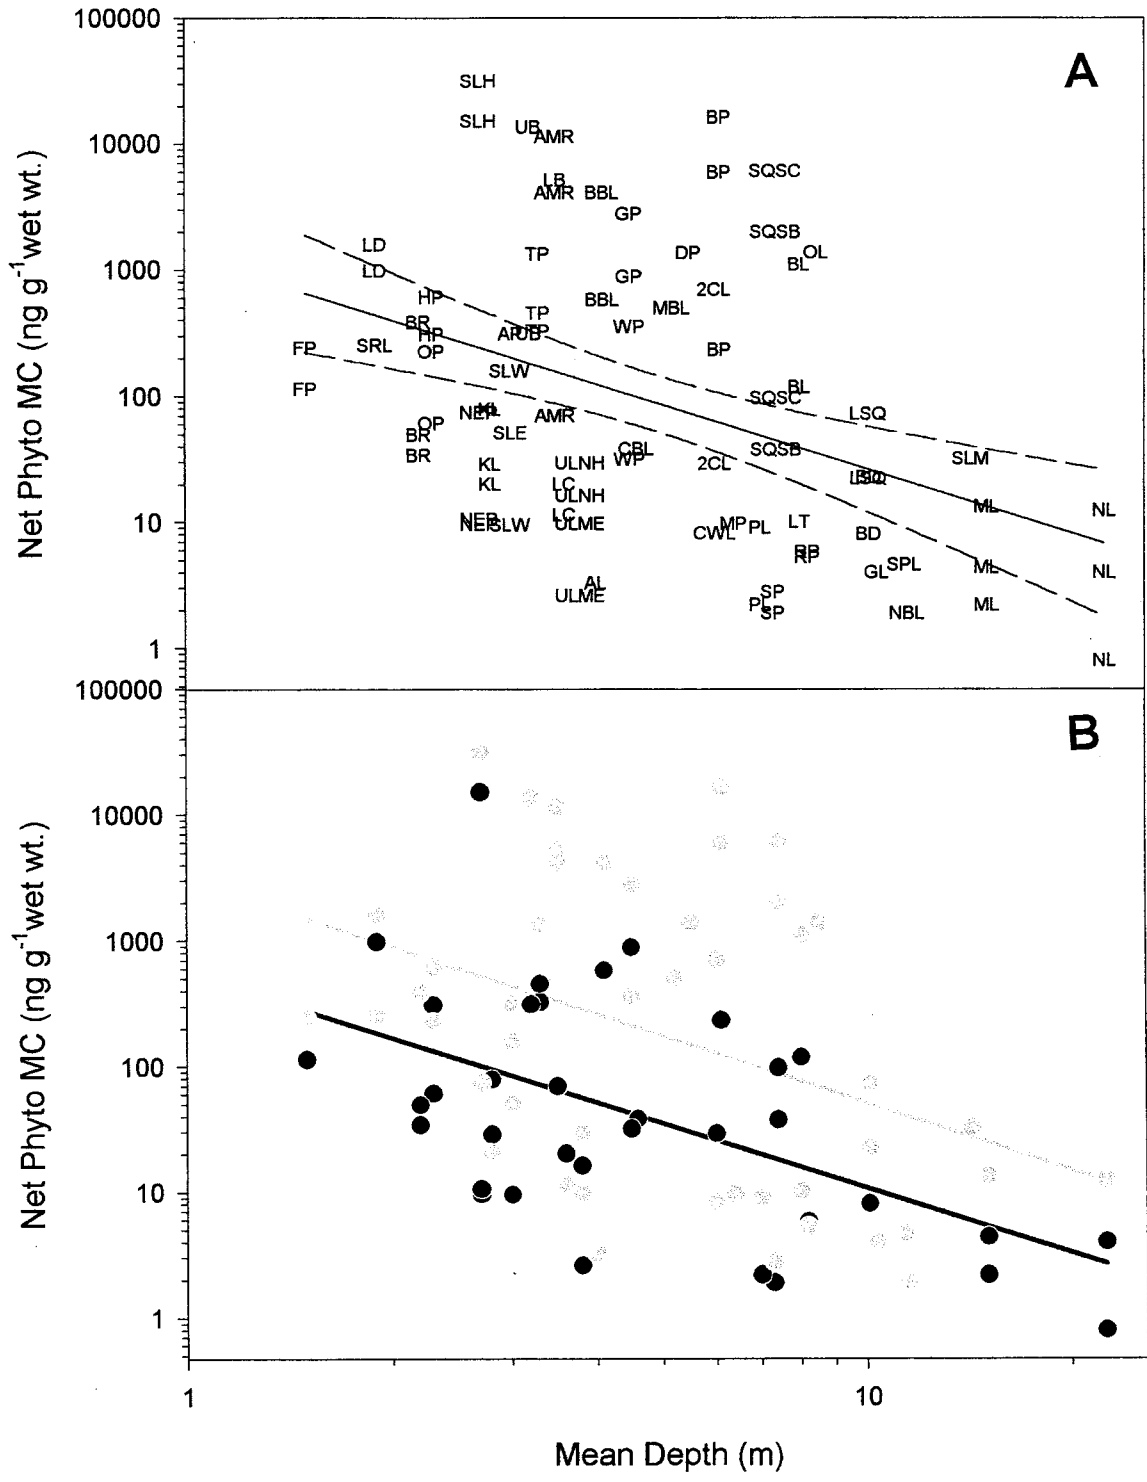 100000
A
SLH
BP
SLH
UB
AMR
10000
LB
BP
SQSC
AMR
BBL
GP
SQSB
LD
TP
DP
OL
BL
LD
1000
GP
2CL
HP
BBL
MBL
TP
BR
WP
HP
AP
UB
TP
FP
SRL
OP
BP
SLW
FP
BL
100
SQSC
NEP
KL
AMR
LSQ
OP
BR
SLE
BR
CBL
SQSB
WP
SLM
KL
ULNH
2CL
BD
LSQ
KL
LC
ULNH
ML
NL
LC
10
NEP
NEP
SLW
ULME
MP
PL
LT
CWL
BD
RP
SPL
ML
NL
GL
AL
ULME
SP
PL
SP
NBL
ML
1
NL
Net Phyto MC (ng g-1 wet wt.)
100000
B
10000
1000
100
10
1
Net Phyto MC (ng g-1 wet wt.)
1
10
Mean Depth (m)